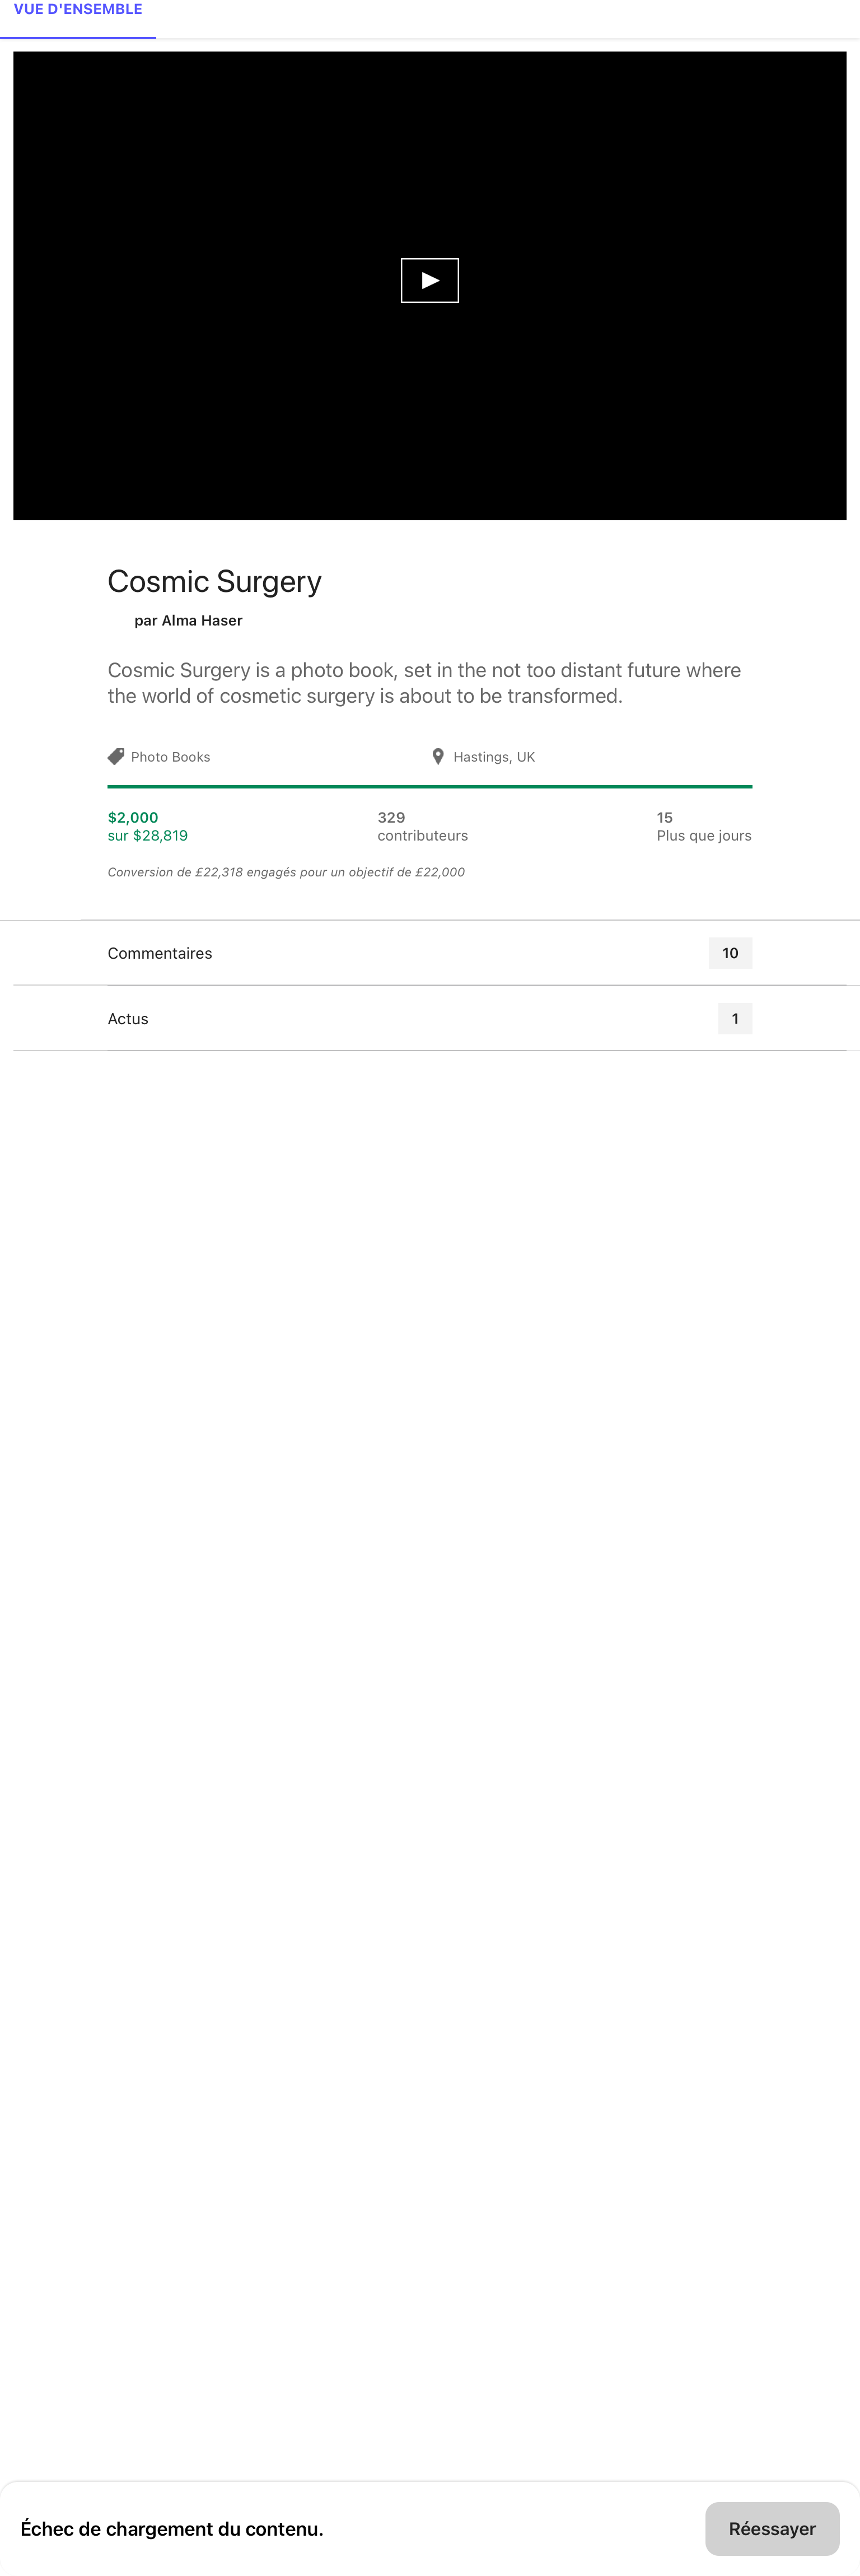 VUE D'ENSEMBLE
Cosmic Surgery
par Alma Haser
Cosmic Surgery is a photo book, set in the not too distant future where
the world of cosmetic surgery is about to be transformed.
Photo Books
Hastings, UK
$2,000
sur $28,819
329
contributeurs
15
Plus que jours
Conversion de £22,318 engagés pour un objectif de £22,000
Commentaires
10
Actus
1
Échec de chargement du contenu.
Réessayer